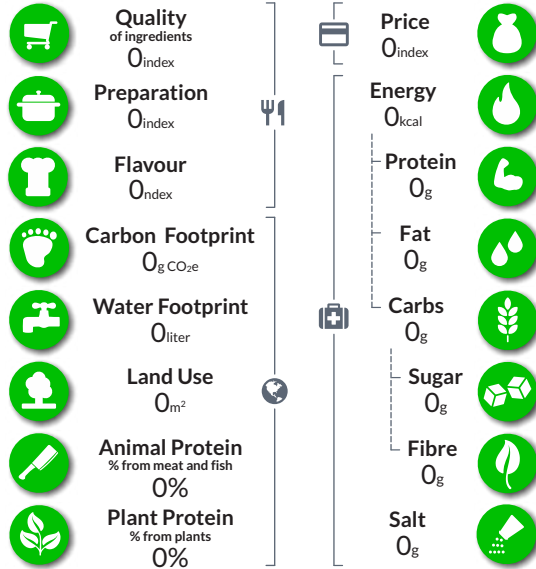 Quality
of ingredients
0index
Preparation
0index
Flavour
0ndex
Carbon Footprint
0g CO₂e
Water Footprint
0liter
Land Use
0m²
Animal Protein
% from meat and fish
0%
Plant Protein
% from plants
0%
Price
0index
Energy
0kcal
Protein
0g
Fat
0g
Carbs
0g
Sugar
0g
Fibre
0g
Salt
0g